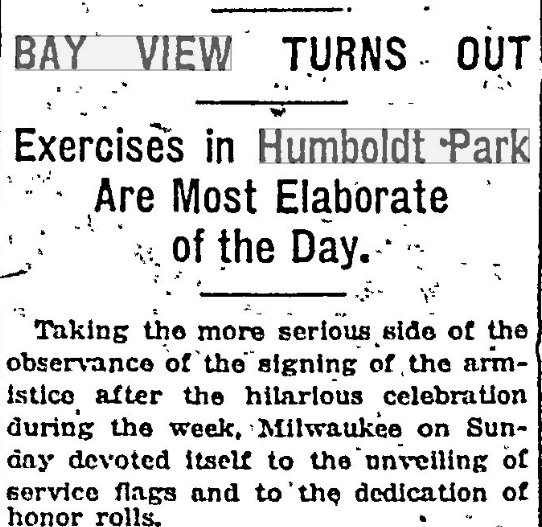 BAY VIEW TURNS OUT
Exercises in Humboldt Park
Are Most Elaborate
of the Day.
Taking the more serious side of the
observance of the signing of the arm-
istice after the hilarious celebration
during the week, Milwaukee on Sun-
day devoted itself to the unveiling of
service flags and to the dedication of
honor rolls.